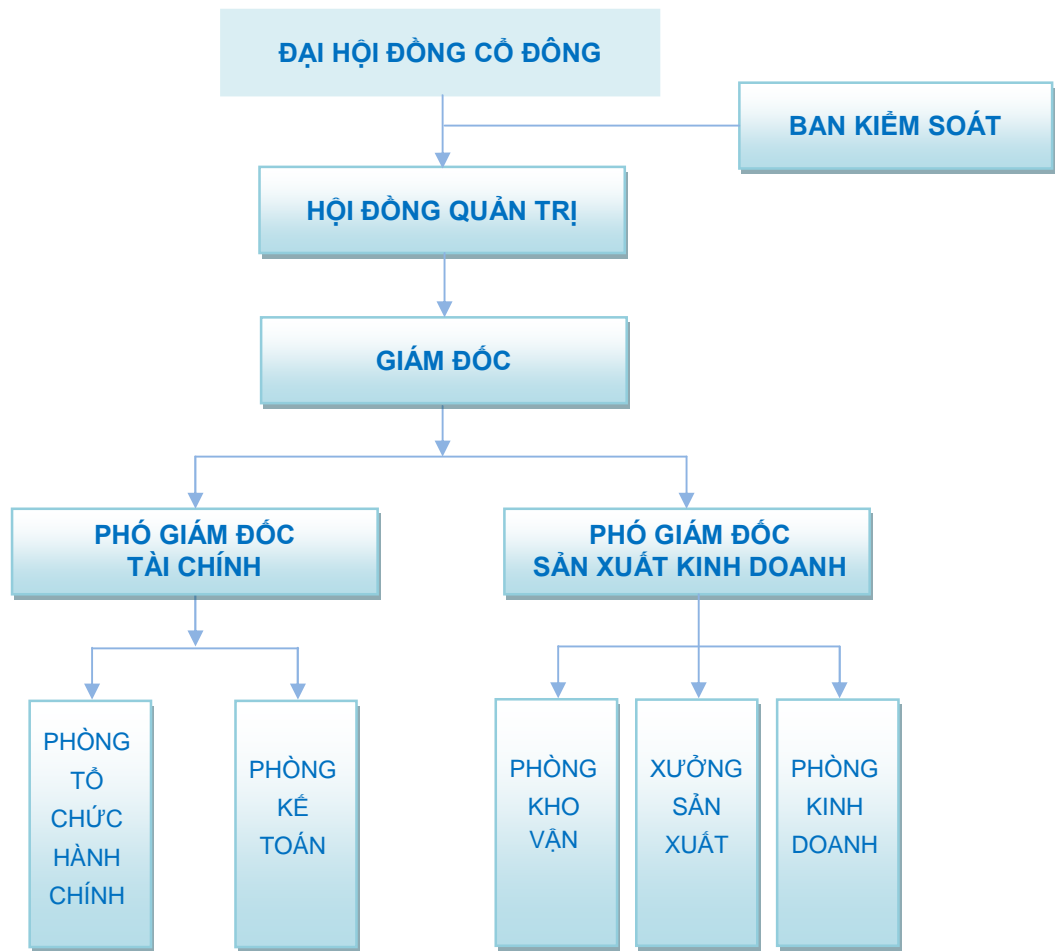 ĐẠI HỘI ĐỒNG CỔ ĐÔNG
BAN KIỂM SOÁT
HỘI ĐỒNG QUẢN TRỊ
GIÁM ĐỐC
PHÓ GIÁM ĐỐC
TÀI CHÍNH
PHÓ GIÁM ĐỐC
SẢN XUẤT KINH DOANH
PHÒNG
TỔ
CHỨC
HÀNH
CHÍNH
PHÒNG
KẾ
TOÁN
PHÒNG
KHO
VẬN
XƯỞNG
SẢN
XUẤT
PHÒNG
KINH
DOANH